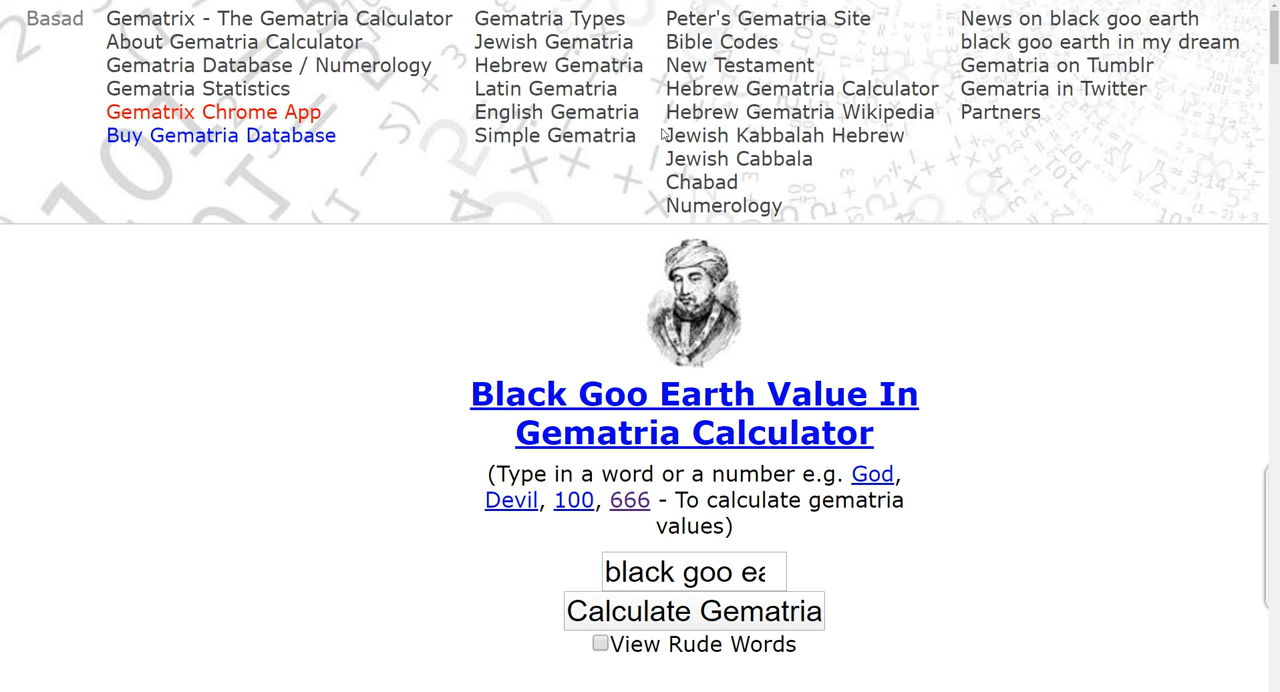 Basad
Gematrix - The Gematria Calculator
About Gematria Calculator
Gematria Database / Numerology
Gematria Statistics
Gematrix Chrome App
Buy Gematria Database
Gematria Types
Jewish Gematria
Hebrew Gematria
Latin Gematria
English Gematria
Simple Gematria
Peter's Gematria Site
Bible Codes
New Testament
Hebrew Gematria Calculator
Hebrew Gematria Wikipedia
Jewish Kabbalah Hebrew
Jewish Cabbala
Chabad
Numerology
News on black goo earth
black goo earth in my dream
Gematria on Tumblr
Gematria in Twitter
Partners
Black Goo Earth Value In
Gematria Calculator
(Type in a word or a number e.g. God,
Devil, 100, 666 - To calculate gematria
values)
black goo ea
Calculate Gematria
View Rude Words